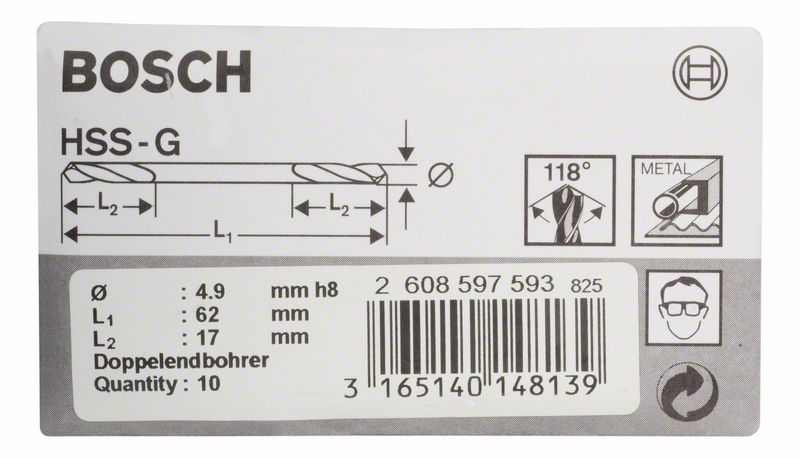 BOSCH
HSS-G
L2 L2
L1
Ø
118°
METAL
Ø : 4.9 mm h8
L1 : 62 mm
L2 : 17 mm
Doppelendbohrer
Quantity : 10
2 608 597 593 825
3 165140 148139